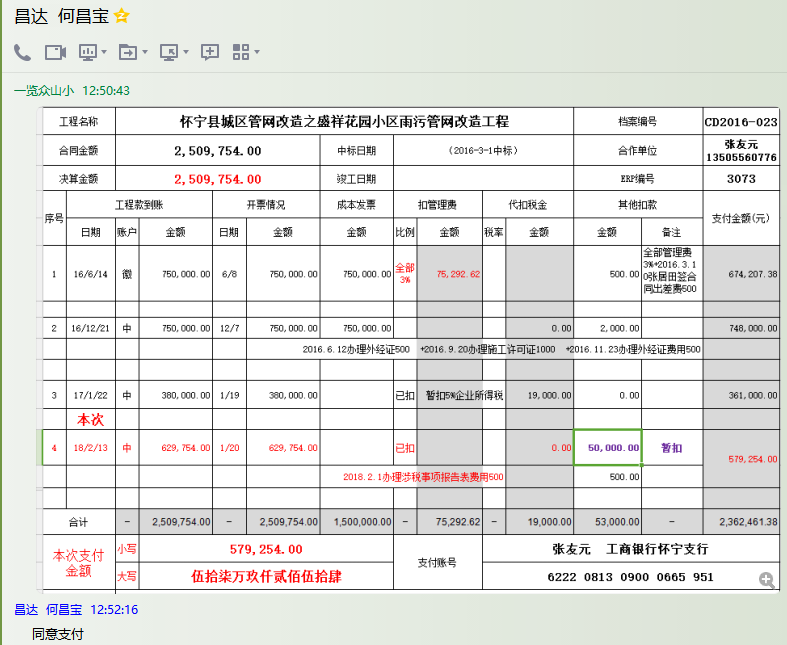 昌达 何昌宝
一览众山小 12:50:43
工程名称 怀宁县城区管网改造之盛祥花园小区雨污管网改造工程 档案编号 CD2016-023
合同金额 2,509,754.00 中标日期 (2016-3-1中标) 合作单位 张友元
13505560776
决算金额 2,509,754.00 竣工日期 ERP编号 3073
序号 工程款到账 开票情况 成本发票 扣管理费 代扣税金 其他扣款 支付金额(元)
日期 账户 金额 日期 金额 金额 比例 金额 税率 金额 金额 备注
1 16/6/14 徽 750,000.00 6/8 750,000.00 750,000.00 全部3% 75,292.62 500.00 674,207.38
全部管理费
3%*2016.3.1
0张居田签合
同出差费500
2 16/12/21 中 750,000.00 12/7 750,000.00 750,000.00 0.00 2,000.00 748,000.00
2016.6.12办理外经证500 *2016.9.20办理施工许可证1000 *2016.11.23办理外经证费用500
3 17/1/22 中 380,000.00 1/19 380,000.00 已扣 暂扣5%企业所得税 19,000.00 0.00 361,000.00
本次
4 18/2/13 中 629,754.00 1/20 629,754.00 已扣 0.00 50,000.00 暂扣 579,254.00
2018.2.1办理涉税事项报告表费用500 500.00
合计 - 2,509,754.00 - 2,509,754.00 1,500,000.00 - 75,292.62 - 19,000.00 53,000.00 - 2,362,461.38
本次支付金额 小写 579,254.00 支付账号 张友元 工商银行怀宁支行
大写 伍拾柒万玖仟贰佰伍拾肆 6222 0813 0900 0665 951
昌达 何昌宝 12:52:16
同意支付